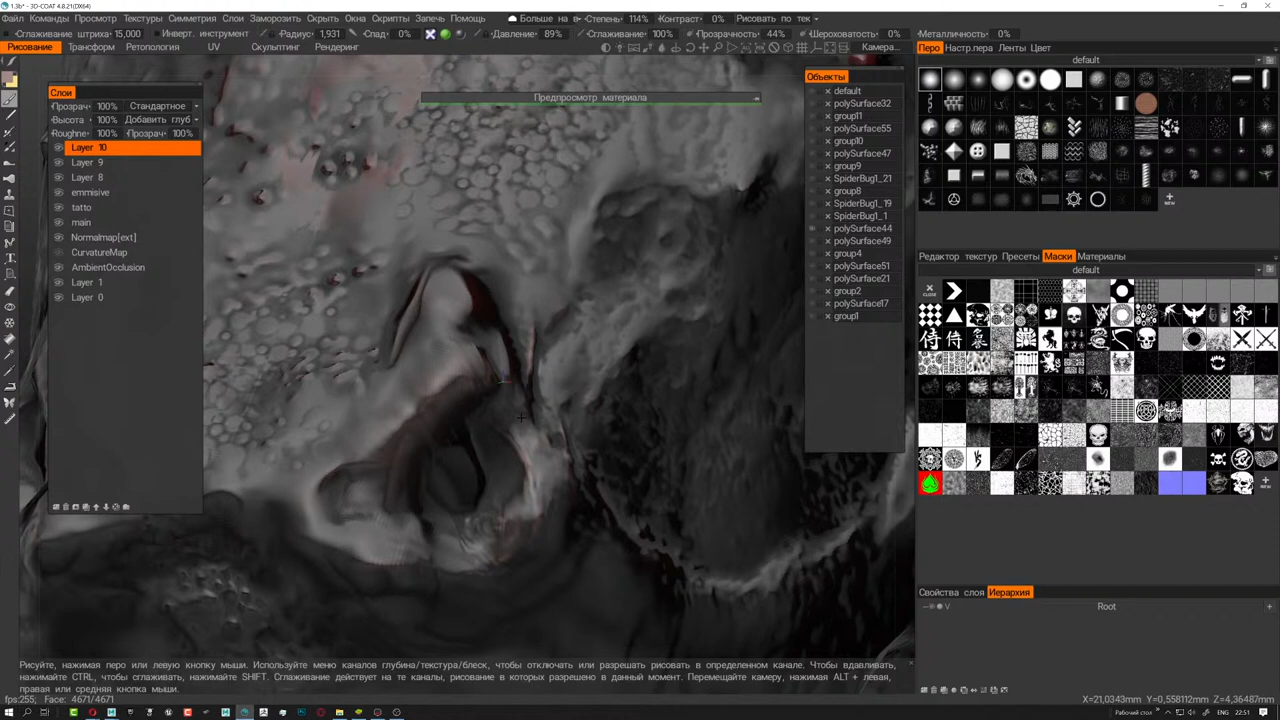 1.3b* - 3D-COAT 4.8.21(DX64)
Файл Команды Просмотр Текстуры Симметрия Слои Заморозить Скрыть Окна Скрипты Запечь Помощь Больше на в Степень: 114% Контраст: 0% Рисовать по тек
Сглаживание штриха: 15,000 Инверт. инструмент Радиус: 1,931 Спад: 0% Давление: 89% Сглаживание: 100% Прозрачность: 44% Шероховатость: 0% Металличность: 0%
Рисование Трансформ Ретопология UV Скульптинг Рендеринг Камера...
Перо Настр.пера Ленты Цвет
default
NEW
Слои
Прозрач: 100% Стандартное
Высота 100% Добавить глуб
Roughne: 100% Прозрач: 100%
Layer 10
Layer 9
Layer 8
emmisive
tatto
main
Normalmap[ext]
CurvatureMap
AmbientOcclusion
Layer 1
Layer 0
Предпросмотр материала
Объекты
default
polySurface32
group11
polySurface55
group10
polySurface47
group9
SpiderBug1_21
group8
SpiderBug1_19
SpiderBug1_1
polySurface44
polySurface49
group4
polySurface51
polySurface21
group2
polySurface17
group1
Редактор текстур Пресеты Маски Материалы
default
CLOSE
NEW
Свойства слоя Иерархия
V Root +
Рисуйте, нажимая перо или левую кнопку мыши. Используйте меню каналов глубина/текстура/блеск, чтобы отключать или разрешать рисовать в определенном канале. Чтобы вдавливать,
нажимайте CTRL, чтобы сглаживать, нажимайте SHIFT. Сглаживание действует на те каналы, рисование в которых разрешено в данный момент. Перемещайте камеру, нажимая ALT + левая,
правая или средняя кнопка мыши.
fps:255; Face: 4671/4671 X=21,0343mm Y=0,558112mm Z=4,36487mm
Рабочий стол ENG 22:51